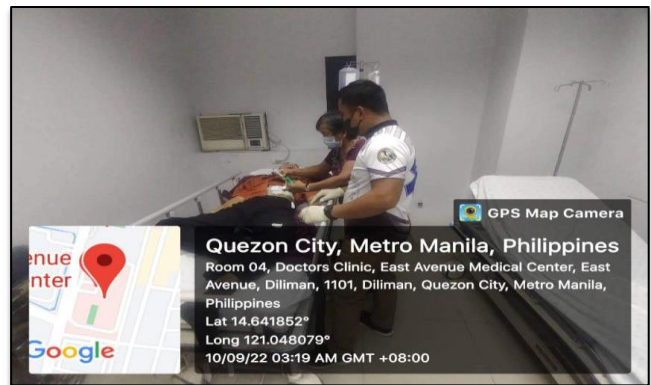 GPS Map Camera
enue
nter
Google
Quezon City, Metro Manila, Philippines
Room 04, Doctors Clinic, East Avenue Medical Center, East
Avenue, Diliman, 1101, Diliman, Quezon City, Metro Manila,
Philippines
Lat 14.641852°
Long 121.048079°
10/09/22 03:19 AM GMT +08:00